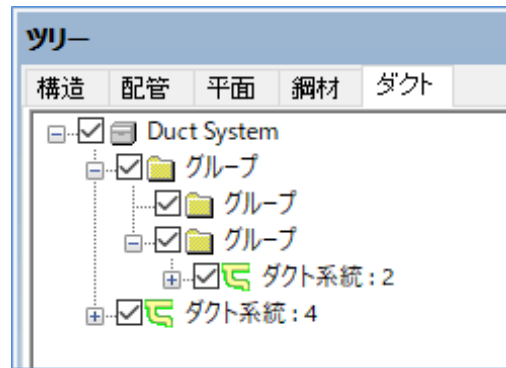 ツリー
構造 配管 平面 鋼材 ダクト
Duct System
グループ
グループ
グループ
ダクト系統 : 2
ダクト系統 : 4